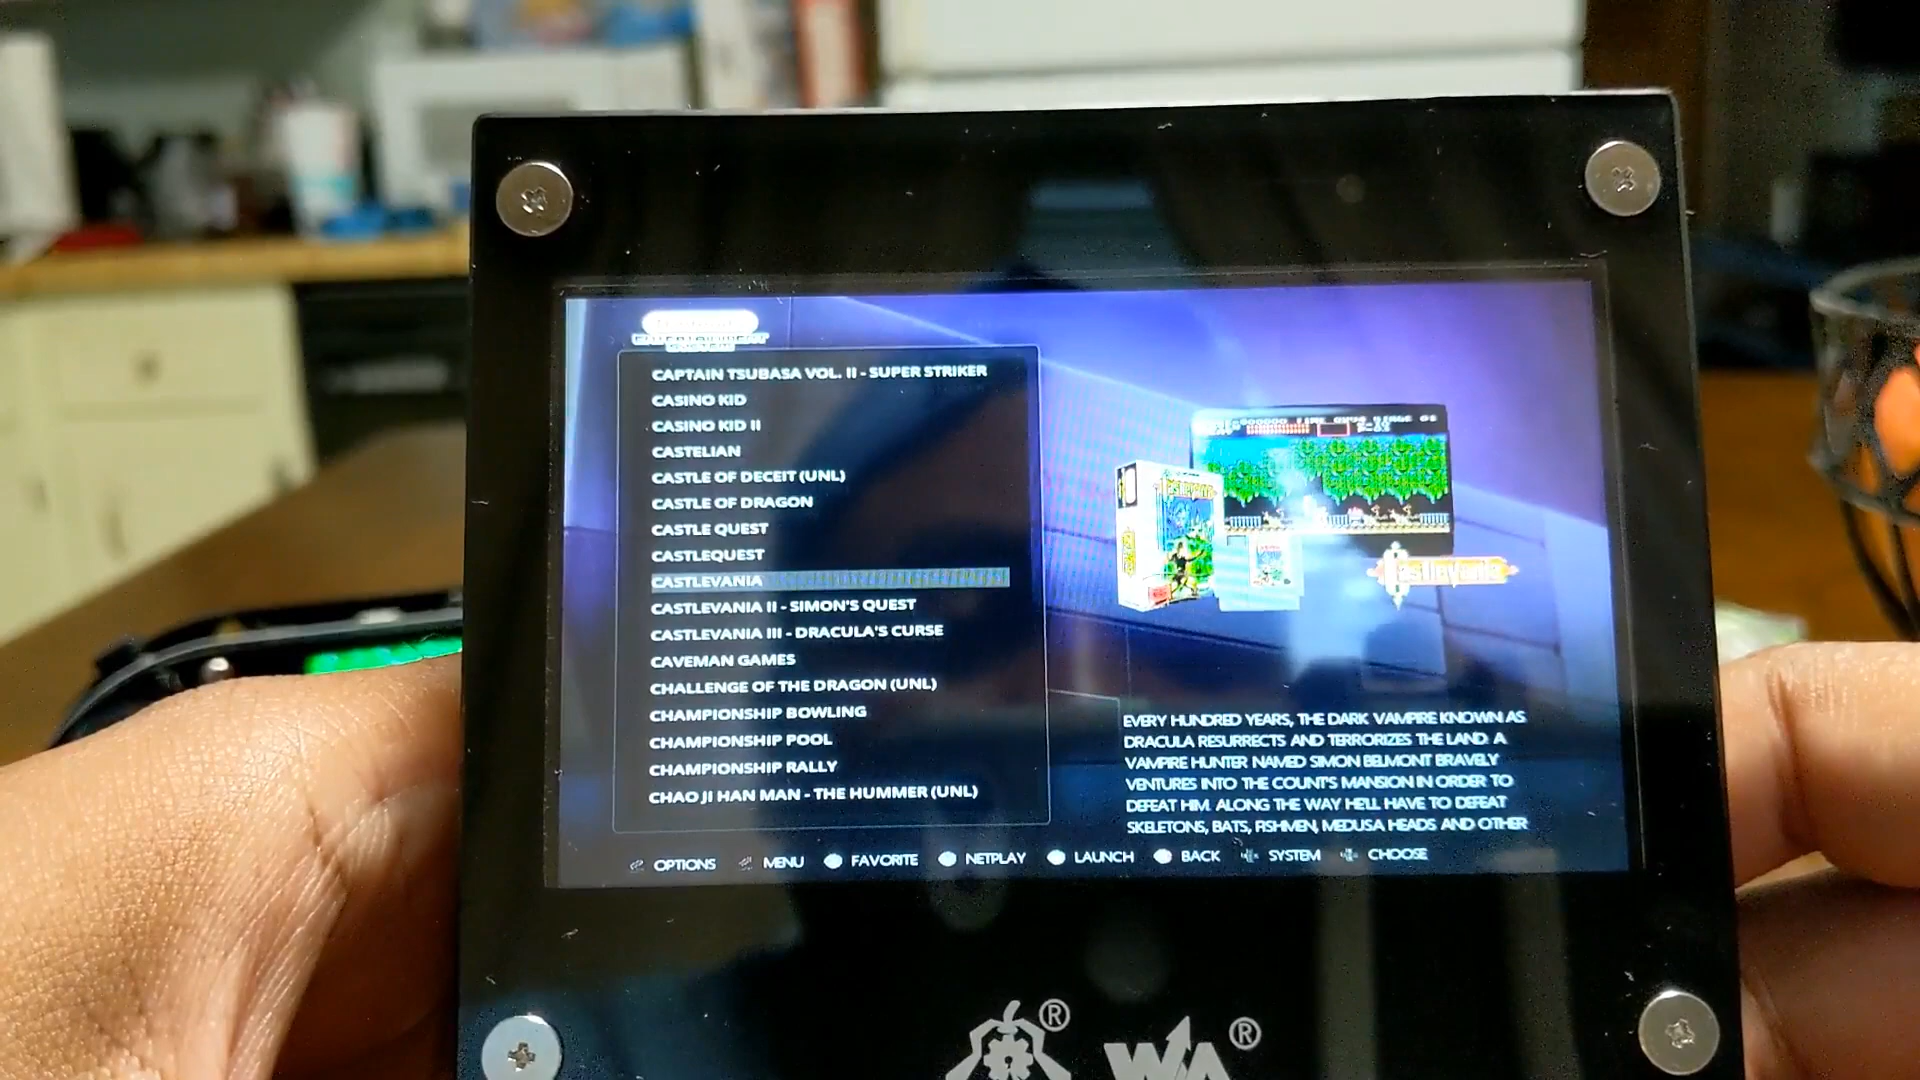 ENTERTAINMENT
SYSTEM
CAPTAIN TSUBASA VOL. II - SUPER STRIKER
CASINO KID
CASINO KID II
CASTELIAN
CASTLE OF DECEIT (UNL)
CASTLE OF DRAGON
CASTLE QUEST
CASTLEQUEST
CASTLEVANIA
CASTLEVANIA II - SIMON'S QUEST
CASTLEVANIA III - DRACULA'S CURSE
CAVEMAN GAMES
CHALLENGE OF THE DRAGON (UNL)
CHAMPIONSHIP BOWLING
CHAMPIONSHIP POOL
CHAMPIONSHIP RALLY
CHAO JI HAN MAN - THE HUMMER (UNL)
Castlevania
Castlevania
EVERY HUNDRED YEARS, THE DARK VAMPIRE KNOWN AS
DRACULA RESURRECTS AND TERRORIZES THE LAND. A
VAMPIRE HUNTER NAMED SIMON BELMONT BRAVELY
VENTURES INTO THE COUNT'S MANSION IN ORDER TO
DEFEAT HIM. ALONG THE WAY HE'LL HAVE TO DEFEAT
SKELETONS, BATS, FISHMEN, MEDUSA HEADS AND OTHER
OPTIONS MENU FAVORITE NETPLAY LAUNCH BACK SYSTEM CHOOSE
® ®